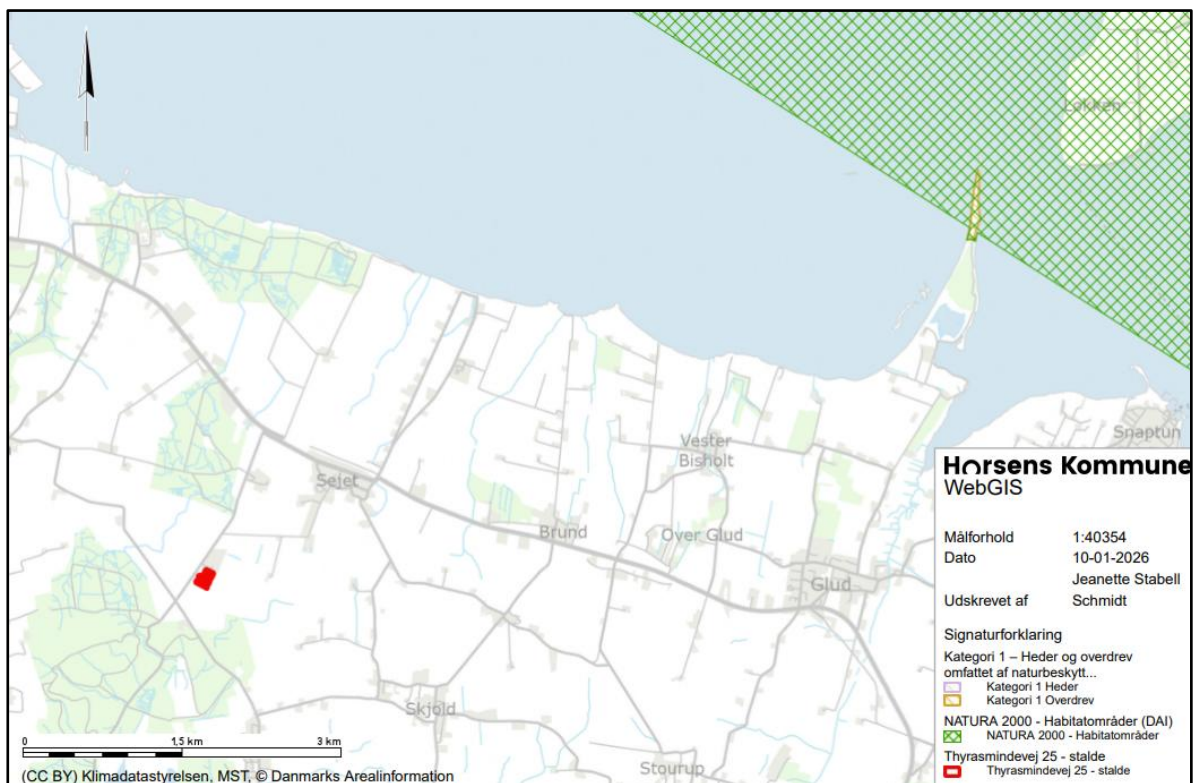 Løkken
Snaptun
Vester
Bisholt
Sejet
Brund
Over Glud
Glud
Skjold
Stourup
Horsens Kommune
WebGIS
Målforhold 1:40354
Dato 10-01-2026
Jeanette Stabell
Udskrevet af Schmidt
Signaturforklaring
Kategori 1 – Heder og overdrev
omfattet af naturbeskytt...
Kategori 1 Heder
Kategori 1 Overdrev
NATURA 2000 - Habitatområder (DAI)
NATURA 2000 - Habitatområder
Thyrasmindevej 25 - stalde
Thyrasmindevej 25 - stalde
0 1,5 km 3 km
(CC BY) Klimadatastyrelsen, MST, © Danmarks Arealinformation